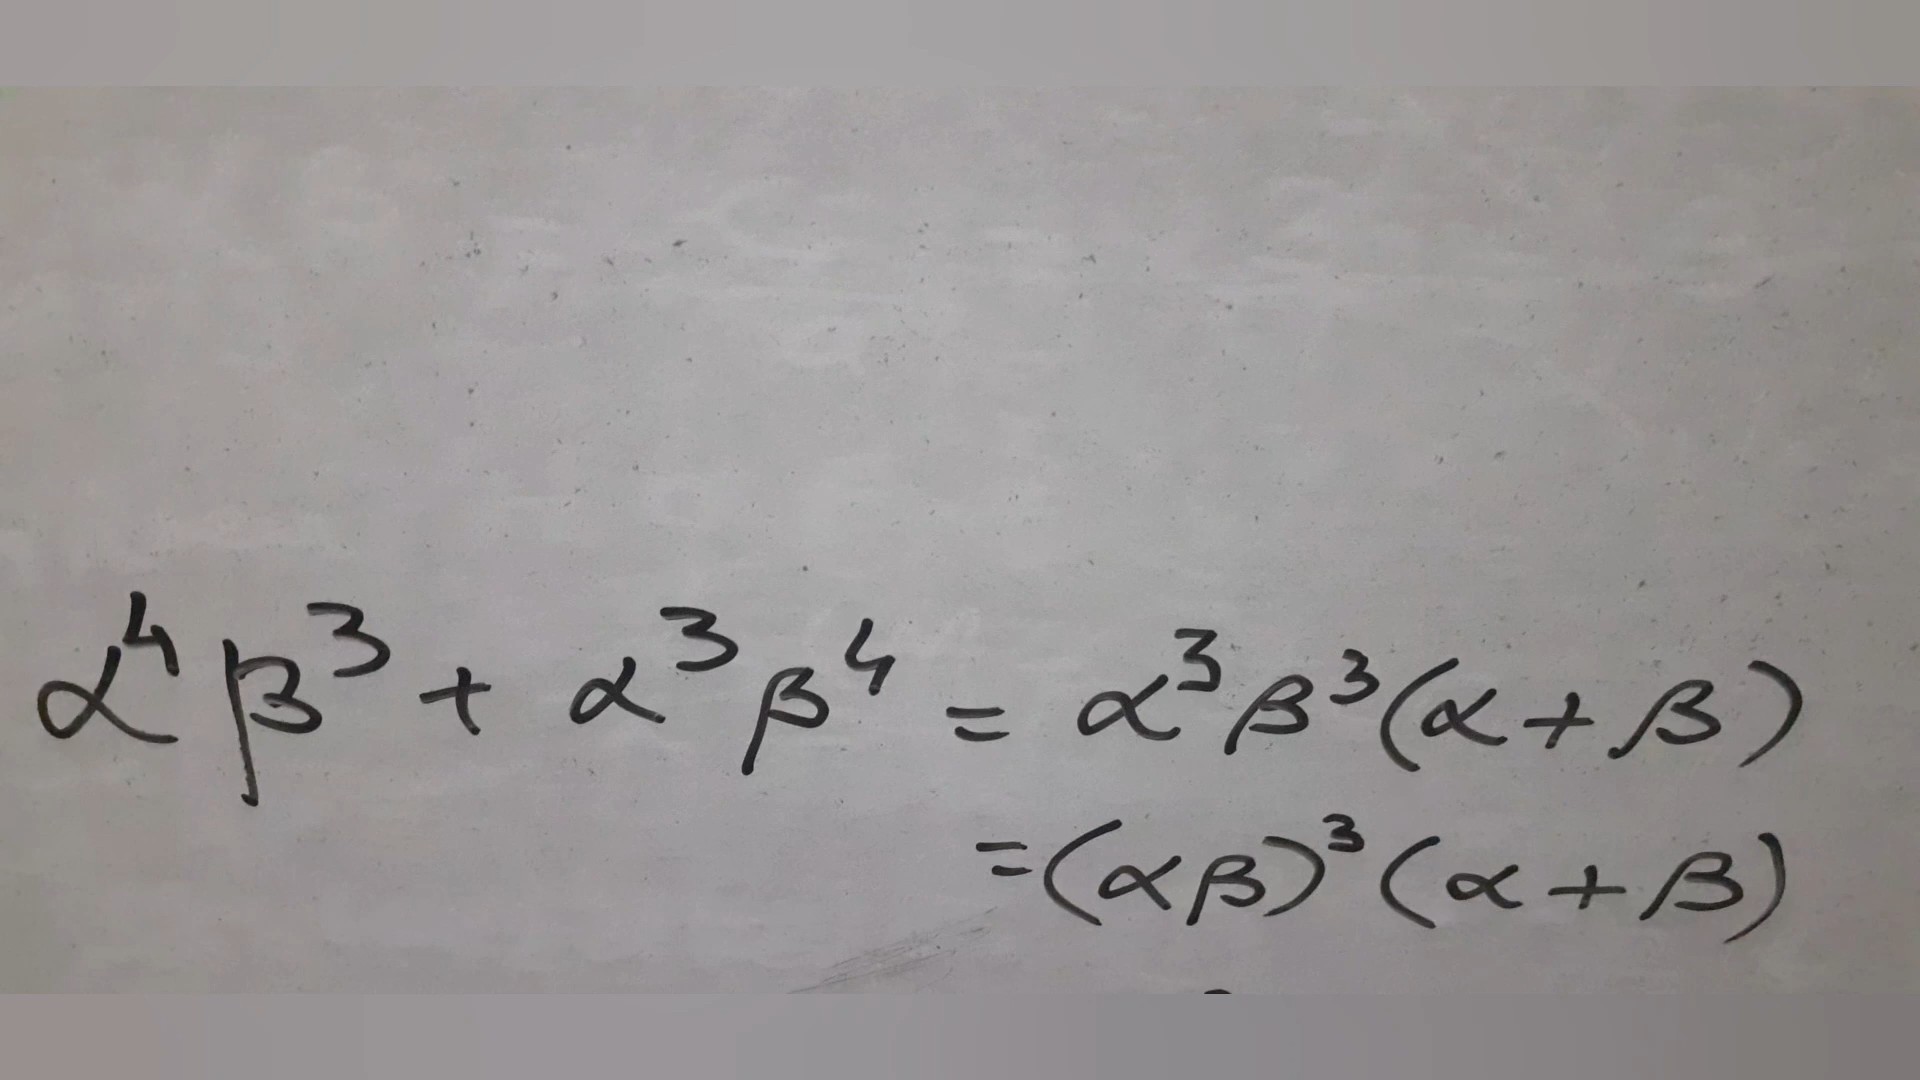 α⁴β³ + α³β⁴ = α³β³(α + β)
= (αβ)³ (α + β)